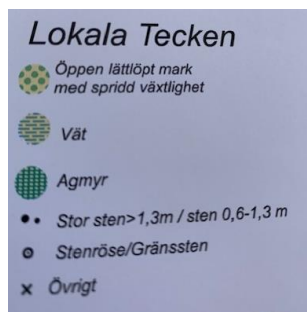 Lokala Tecken
Öppen lättlöpt mark
med spridd växtlighet
Vät
Agmyr
Stor sten>1,3m / sten 0,6-1,3 m
Stenröse/Gränssten
Övrigt